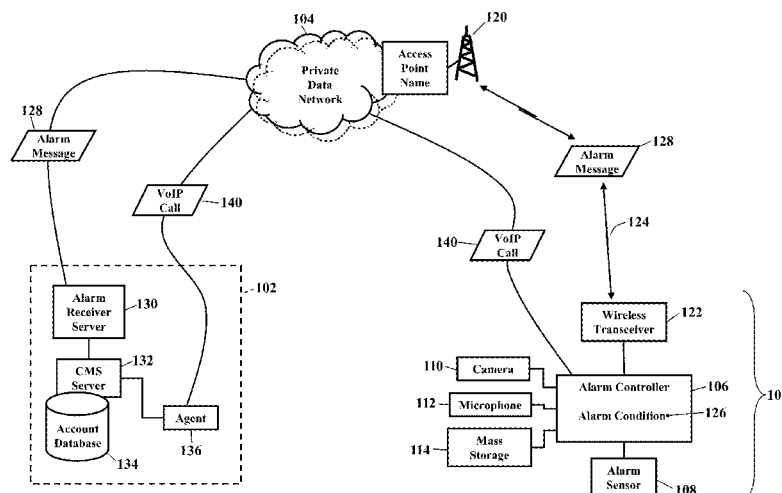 104
120
Private
Data
Network
Access
Point
Name
128
Alarm
Message
VoIP
Call
140
Alarm
Message
128
124
140
VoIP
Call
102
Alarm
Receiver
Server
130
CMS
Server
132
Account
Database
134
Agent
136
Wireless
Transceiver
122
110
Camera
112
Microphone
114
Mass
Storage
Alarm Controller
106
Alarm Condition
126
10
Alarm
Sensor
108